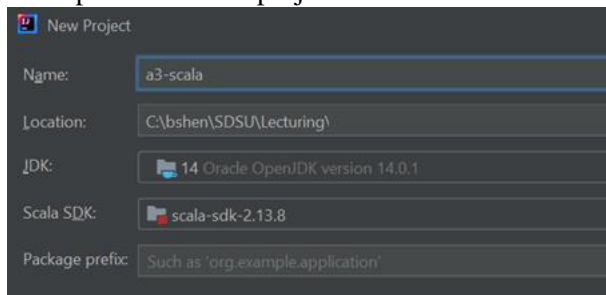 New Project
Name: a3-scala
Location: C:\bshen\SDSU\Lecturing\
JDK: 14 Oracle OpenJDK version 14.0.1
Scala SDK: scala-sdk-2.13.8
Package prefix: Such as 'org.example.application'